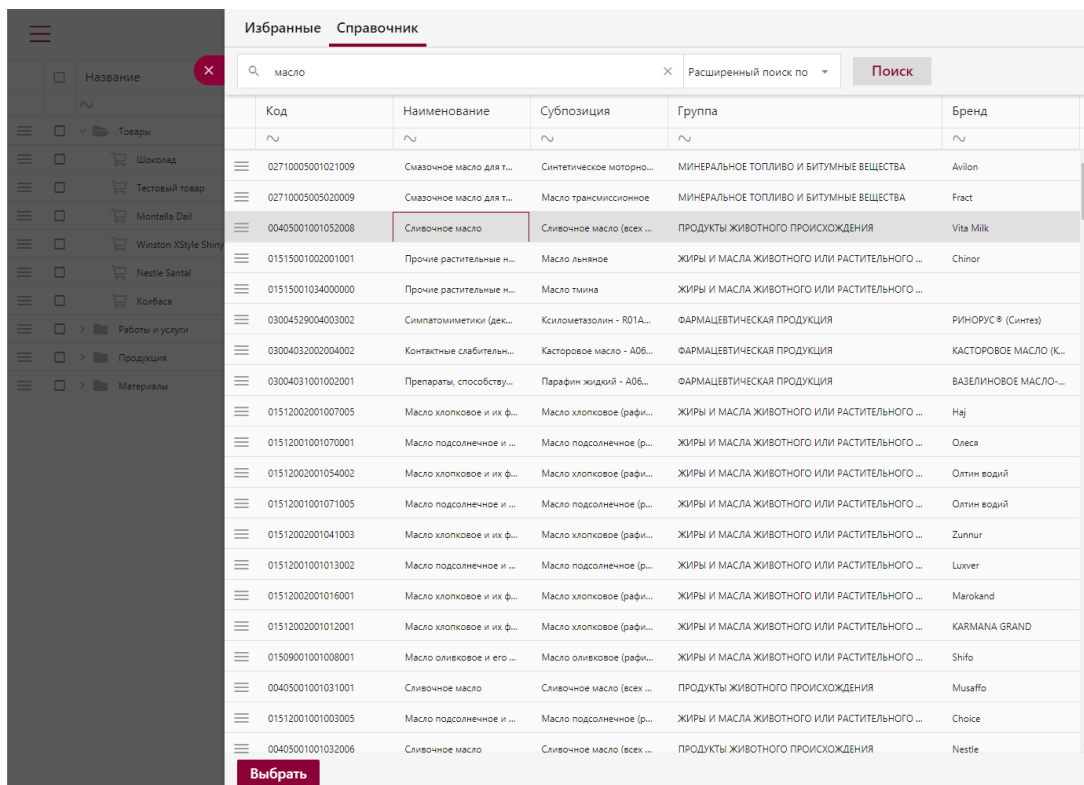 Избранные Справочник
масло Расширенный поиск по Поиск
Название
Товары
Шоколад
Тестовый товар
Montella Dail
Winston XStyle Shiny
Nestle Santal
Колбаса
Работы и услуги
Продукция
Материалы
Код Наименование Субпозиция Группа Бренд
02710005001021009 Смазочное масло для т... Синтетическое моторно... МИНЕРАЛЬНОЕ ТОПЛИВО И БИТУМНЫЕ ВЕЩЕСТВА Avilon
02710005005020009 Смазочное масло для т... Масло трансмиссионное МИНЕРАЛЬНОЕ ТОПЛИВО И БИТУМНЫЕ ВЕЩЕСТВА Fract
00405001001052008 Сливочное масло Сливочное масло (всех ... ПРОДУКТЫ ЖИВОТНОГО ПРОИСХОЖДЕНИЯ Vita Milk
01515001002001001 Прочие растительные н... Масло льняное ЖИРЫ И МАСЛА ЖИВОТНОГО ИЛИ РАСТИТЕЛЬНОГО ... Chinor
01515001034000000 Прочие растительные н... Масло тмина ЖИРЫ И МАСЛА ЖИВОТНОГО ИЛИ РАСТИТЕЛЬНОГО ...
03004529004003002 Симпатомиметики (дек... Ксилометазолин - R01A... ФАРМАЦЕВТИЧЕСКАЯ ПРОДУКЦИЯ РИНОРУС® (Синтез)
03004032002004002 Контактные слабительн... Касторовое масло - A06... ФАРМАЦЕВТИЧЕСКАЯ ПРОДУКЦИЯ КАСТОРОВОЕ МАСЛО (К...
03004031001002001 Препараты, способству... Парафин жидкий - A06... ФАРМАЦЕВТИЧЕСКАЯ ПРОДУКЦИЯ ВАЗЕЛИНОВОЕ МАСЛО-...
01512002001007005 Масло хлопковое и их ф... Масло хлопковое (рафи... ЖИРЫ И МАСЛА ЖИВОТНОГО ИЛИ РАСТИТЕЛЬНОГО ... Haj
01512001001070001 Масло подсолнечное и ... Масло подсолнечное (р... ЖИРЫ И МАСЛА ЖИВОТНОГО ИЛИ РАСТИТЕЛЬНОГО ... Олеся
01512002001054002 Масло хлопковое и их ф... Масло хлопковое (рафи... ЖИРЫ И МАСЛА ЖИВОТНОГО ИЛИ РАСТИТЕЛЬНОГО ... Олтин водий
01512001001071005 Масло подсолнечное и ... Масло подсолнечное (р... ЖИРЫ И МАСЛА ЖИВОТНОГО ИЛИ РАСТИТЕЛЬНОГО ... Олтин водий
01512002001041003 Масло хлопковое и их ф... Масло хлопковое (рафи... ЖИРЫ И МАСЛА ЖИВОТНОГО ИЛИ РАСТИТЕЛЬНОГО ... Zunnur
01512001001013002 Масло подсолнечное и ... Масло подсолнечное (р... ЖИРЫ И МАСЛА ЖИВОТНОГО ИЛИ РАСТИТЕЛЬНОГО ... Luxver
01512002001016001 Масло хлопковое и их ф... Масло хлопковое (рафи... ЖИРЫ И МАСЛА ЖИВОТНОГО ИЛИ РАСТИТЕЛЬНОГО ... Marokand
01512002001012001 Масло хлопковое и их ф... Масло хлопковое (рафи... ЖИРЫ И МАСЛА ЖИВОТНОГО ИЛИ РАСТИТЕЛЬНОГО ... KARMANA GRAND
01509001001008001 Масло оливковое и его ... Масло оливковое (рафи... ЖИРЫ И МАСЛА ЖИВОТНОГО ИЛИ РАСТИТЕЛЬНОГО ... Shifo
00405001001031001 Сливочное масло Сливочное масло (всех ... ПРОДУКТЫ ЖИВОТНОГО ПРОИСХОЖДЕНИЯ Musaffo
01512001001003005 Масло подсолнечное и ... Масло подсолнечное (р... ЖИРЫ И МАСЛА ЖИВОТНОГО ИЛИ РАСТИТЕЛЬНОГО ... Choice
00405001001032006 Сливочное масло Сливочное масло (всех ... ПРОДУКТЫ ЖИВОТНОГО ПРОИСХОЖДЕНИЯ Nestle
Выбрать